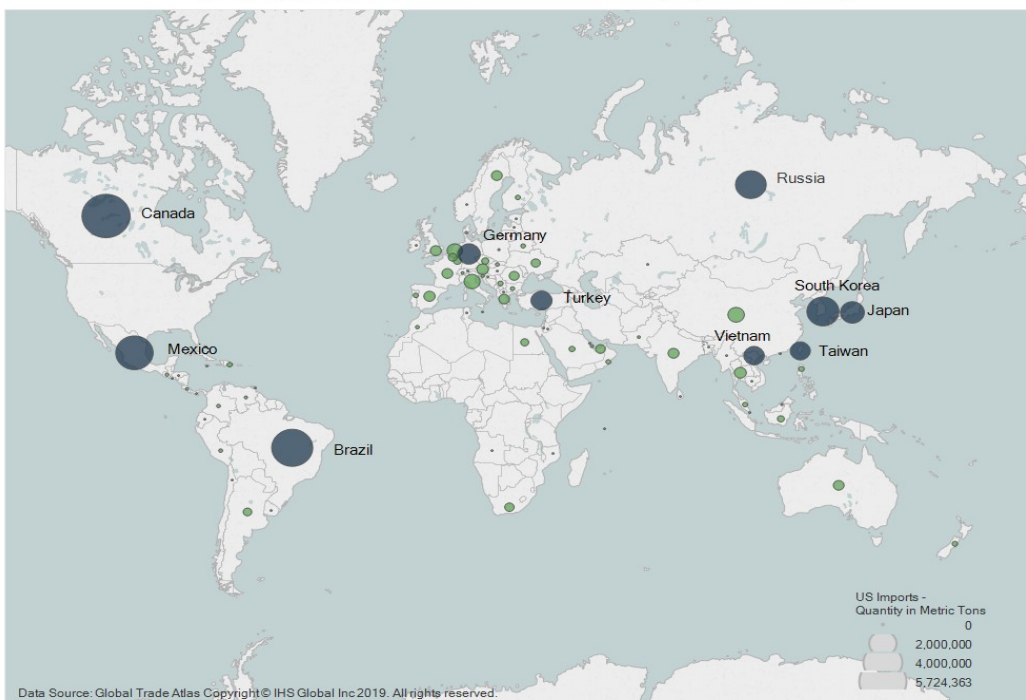 Russia
Canada
Germany
South Korea
Turkey
Japan
Vietnam
Mexico
Taiwan
Brazil
US Imports -
Quantity in Metric Tons
0
2,000,000
4,000,000
5,724,363
Data Source: Global Trade Atlas Copyright © IHS Global Inc 2019. All rights reserved.